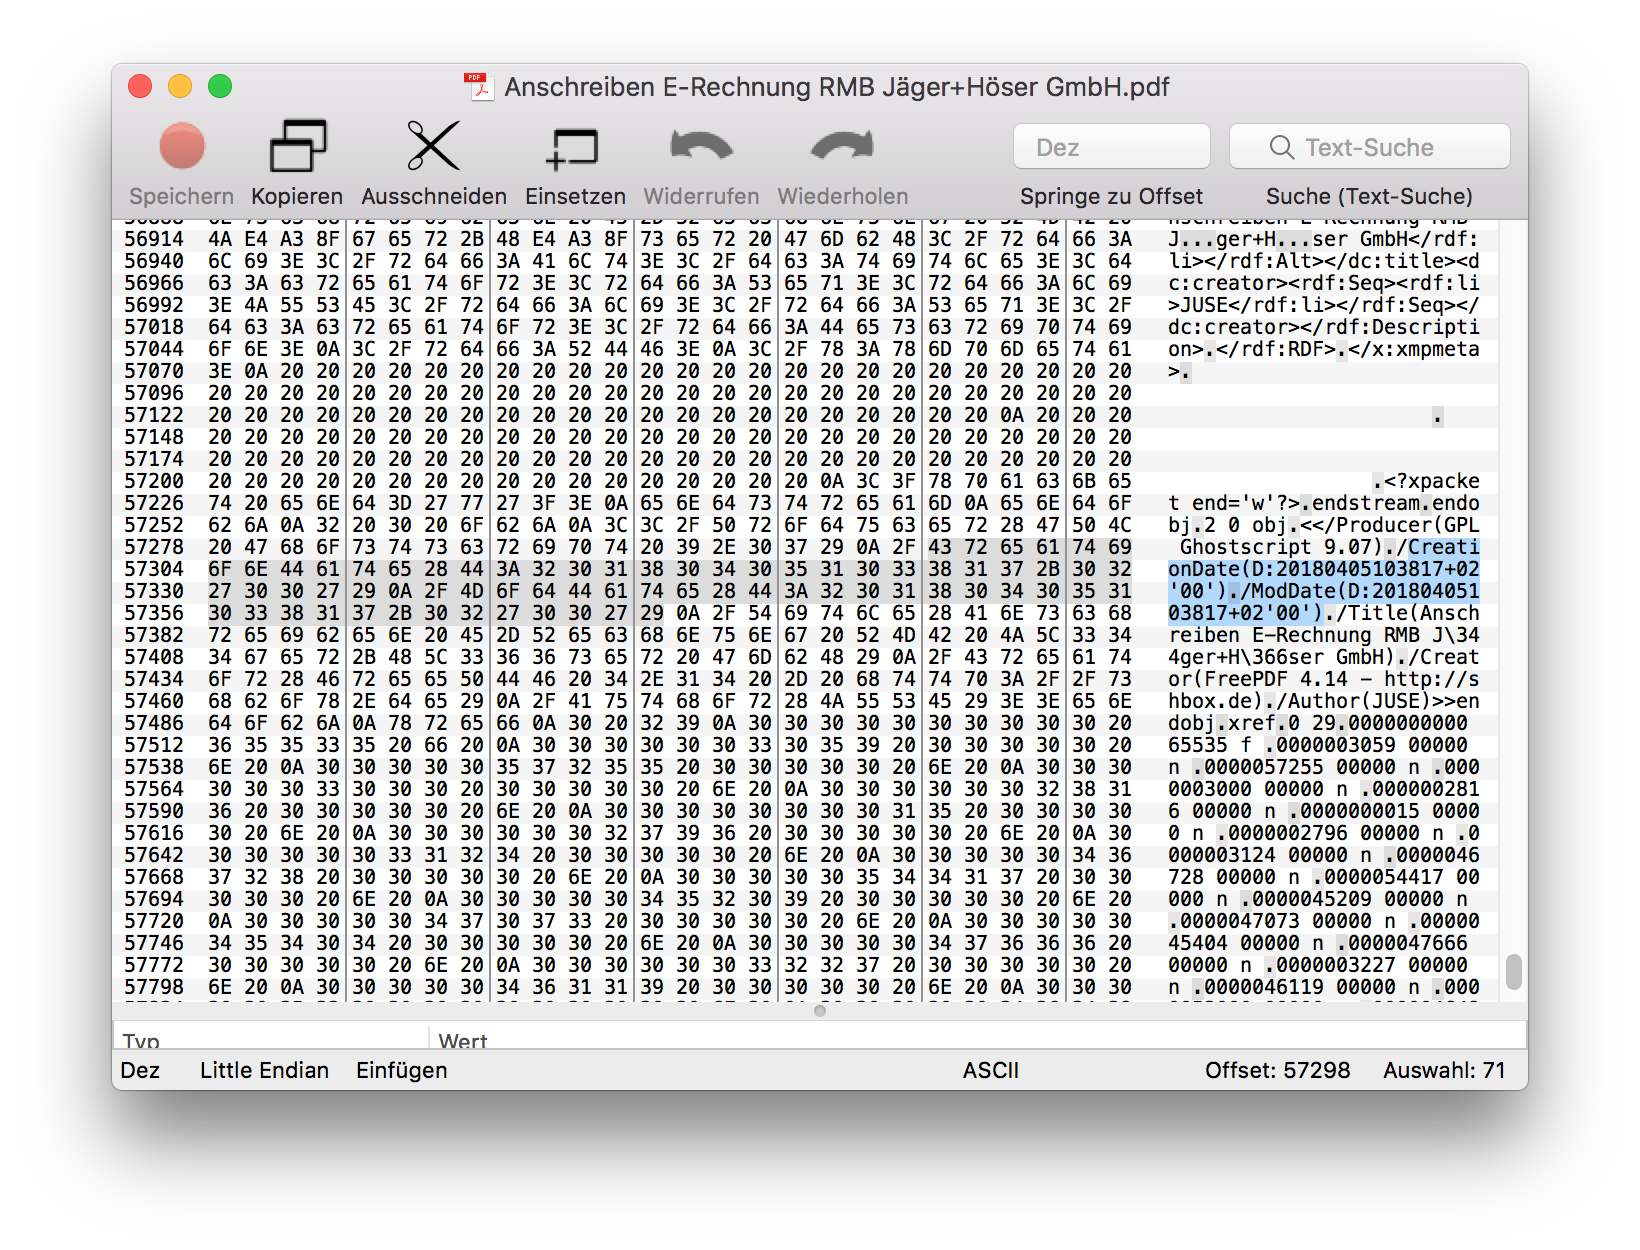 Anschreiben E-Rechnung RMB Jäger+Höser GmbH.pdf
Dez Text-Suche
Speichern Kopieren Ausschneiden Einsetzen Widerrufen Wiederholen Springe zu Offset Suche (Text-Suche)
nschreiben E-Rechnung RMB
56914 4A E4 A3 8F 67 65 72 2B 48 E4 A3 8F 73 65 72 20 47 6D 62 48 3C 2F 72 64 66 3A J...ger+H...ser GmbH</rdf:
56940 6C 69 3E 3C 2F 72 64 66 3A 41 6C 74 3E 3C 2F 64 63 3A 74 69 74 6C 65 3E 3C 64 li></rdf:Alt></dc:title><d
56966 63 3A 63 72 65 61 74 6F 72 3E 3C 72 64 66 3A 53 65 71 3E 3C 72 64 66 3A 6C 69 c:creator><rdf:Seq><rdf:li
56992 3E 4A 55 53 45 3C 2F 72 64 66 3A 6C 69 3E 3C 2F 72 64 66 3A 53 65 71 3E 3C 2F >JUSE</rdf:li></rdf:Seq></
57018 64 63 3A 63 72 65 61 74 6F 72 3E 3C 2F 72 64 66 3A 44 65 73 63 72 69 70 74 69 dc:creator></rdf:Descripti
57044 6F 6E 3E 0A 3C 2F 72 64 66 3A 52 44 46 3E 0A 3C 2F 78 3A 78 6D 70 6D 65 74 61 on>.</rdf:RDF>.</x:xmpmeta
57070 3E 0A 20 20 20 20 20 20 20 20 20 20 20 20 20 20 20 20 20 20 20 20 20 20 20 20 >.
57096 20 20 20 20 20 20 20 20 20 20 20 20 20 20 20 20 20 20 20 20 20 20 20 20 20 20
57122 20 20 20 20 20 20 20 20 20 20 20 20 20 20 20 20 20 20 20 20 20 20 0A 20 20 20 .
57148 20 20 20 20 20 20 20 20 20 20 20 20 20 20 20 20 20 20 20 20 20 20 20 20 20 20
57174 20 20 20 20 20 20 20 20 20 20 20 20 20 20 20 20 20 20 20 20 20 20 20 20 20 20
57200 20 20 20 20 20 20 20 20 20 20 20 20 20 20 20 20 20 0A 3C 3F 78 70 61 63 6B 65 .<?xpacke
57226 74 20 65 6E 64 3D 27 77 27 3F 3E 0A 65 6E 64 73 74 72 65 61 6D 0A 65 6E 64 6F t end='w'?>.endstream.endo
57252 62 6A 0A 32 20 30 20 6F 62 6A 0A 3C 3C 2F 50 72 6F 64 75 63 65 72 28 47 50 4C bj.2 0 obj.<</Producer(GPL
57278 20 47 68 6F 73 74 73 63 72 69 70 74 20 39 2E 30 37 29 0A 2F 43 72 65 61 74 69 Ghostscript 9.07)./Creati
57304 6F 6E 44 61 74 65 28 44 3A 32 30 31 38 30 34 30 35 31 30 33 38 31 37 2B 30 32 onDate(D:20180405103817+02
57330 27 30 30 27 29 0A 2F 4D 6F 64 44 61 74 65 28 44 3A 32 30 31 38 30 34 30 35 31 '00')./ModDate(D:201804051
57356 30 33 38 31 37 2B 30 32 27 30 30 27 29 0A 2F 54 69 74 6C 65 28 41 6E 73 63 68 03817+02'00')./Title(Ansch
57382 72 65 69 62 65 6E 20 45 2D 52 65 63 68 6E 75 6E 67 20 52 4D 42 20 4A 5C 33 34 reiben E-Rechnung RMB J\34
57408 34 67 65 72 2B 48 5C 33 36 36 73 65 72 20 47 6D 62 48 29 0A 2F 43 72 65 61 74 4ger+H\366ser GmbH)./Creat
57434 6F 72 28 46 72 65 65 50 44 46 20 34 2E 31 34 20 2D 20 68 74 74 70 3A 2F 2F 73 or(FreePDF 4.14 - http://s
57460 68 62 6F 78 2E 64 65 29 0A 2F 41 75 74 68 6F 72 28 4A 55 53 45 29 3E 3E 65 6E hbox.de)./Author(JUSE)>>en
57486 64 6F 62 6A 0A 78 72 65 66 0A 30 20 32 39 0A 30 30 30 30 30 30 30 30 30 30 20 dobj.xref.0 29.0000000000
57512 36 35 35 33 35 20 66 20 0A 30 30 30 30 30 30 33 30 35 39 20 30 30 30 30 30 20 65535 f .0000003059 00000
57538 6E 20 0A 30 30 30 30 30 35 37 32 35 35 20 30 30 30 30 30 20 6E 20 0A 30 30 30 n .0000057255 00000 n .000
57564 30 30 30 33 30 30 30 20 30 30 30 30 30 20 6E 20 0A 30 30 30 30 30 30 32 38 31 0003000 00000 n .000000281
57590 36 20 30 30 30 30 30 20 6E 20 0A 30 30 30 30 30 30 30 30 31 35 20 30 30 30 30 6 00000 n .0000000015 0000
57616 30 20 6E 20 0A 30 30 30 30 30 30 32 37 39 36 20 30 30 30 30 30 20 6E 20 0A 30 0 n .0000002796 00000 n .0
57642 30 30 30 30 30 33 31 32 34 20 30 30 30 30 30 20 6E 20 0A 30 30 30 30 30 34 36 000003124 00000 n .0000046
57668 37 32 38 20 30 30 30 30 30 20 6E 20 0A 30 30 30 30 30 35 34 34 31 37 20 30 30 728 00000 n .0000054417 00
57694 30 30 30 20 6E 20 0A 30 30 30 30 30 34 35 32 30 39 20 30 30 30 30 30 20 6E 20 000 n .0000045209 00000 n
57720 0A 30 30 30 30 30 34 37 30 37 33 20 30 30 30 30 30 20 6E 20 0A 30 30 30 30 30 .0000047073 00000 n .00000
57746 34 35 34 30 34 20 30 30 30 30 30 20 6E 20 0A 30 30 30 30 30 34 37 36 36 36 20 45404 00000 n .0000047666
57772 30 30 30 30 30 20 6E 20 0A 30 30 30 30 30 30 33 32 32 37 20 30 30 30 30 30 20 00000 n .0000003227 00000
57798 6E 20 0A 30 30 30 30 30 34 36 31 31 39 20 30 30 30 30 30 20 6E 20 0A 30 30 30 n .0000046119 00000 n .000
Typ Wert
Dez Little Endian Einfügen ASCII Offset: 57298 Auswahl: 71